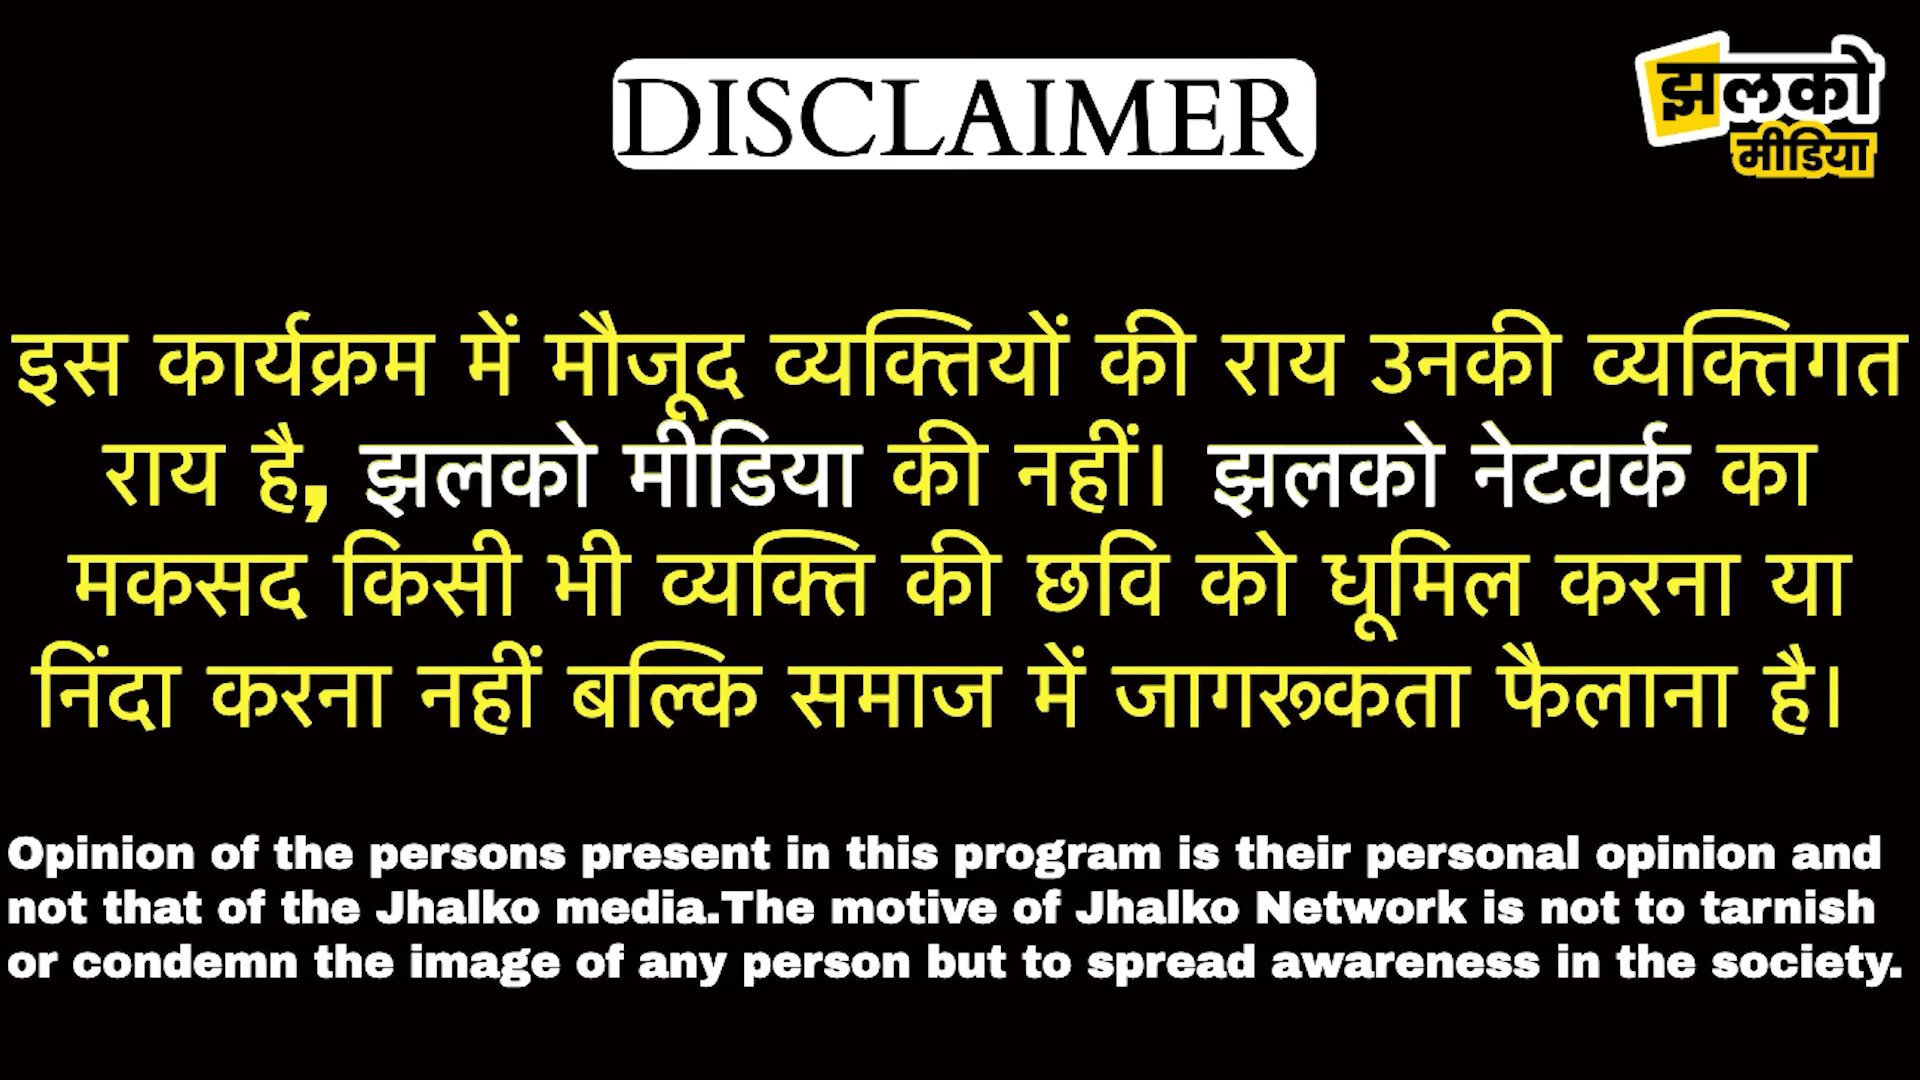 DISCLAIMER
झलको
मीडिया
इस कार्यक्रम में मौजूद व्यक्तियों की राय उनकी व्यक्तिगत
राय है, झलको मीडिया की नहीं। झलको नेटवर्क का
मकसद किसी भी व्यक्ति की छवि को धूमिल करना या
निंदा करना नहीं बल्कि समाज में जागरूकता फैलाना है।
Opinion of the persons present in this program is their personal opinion and
not that of the Jhalko media.The motive of Jhalko Network is not to tarnish
or condemn the image of any person but to spread awareness in the society.